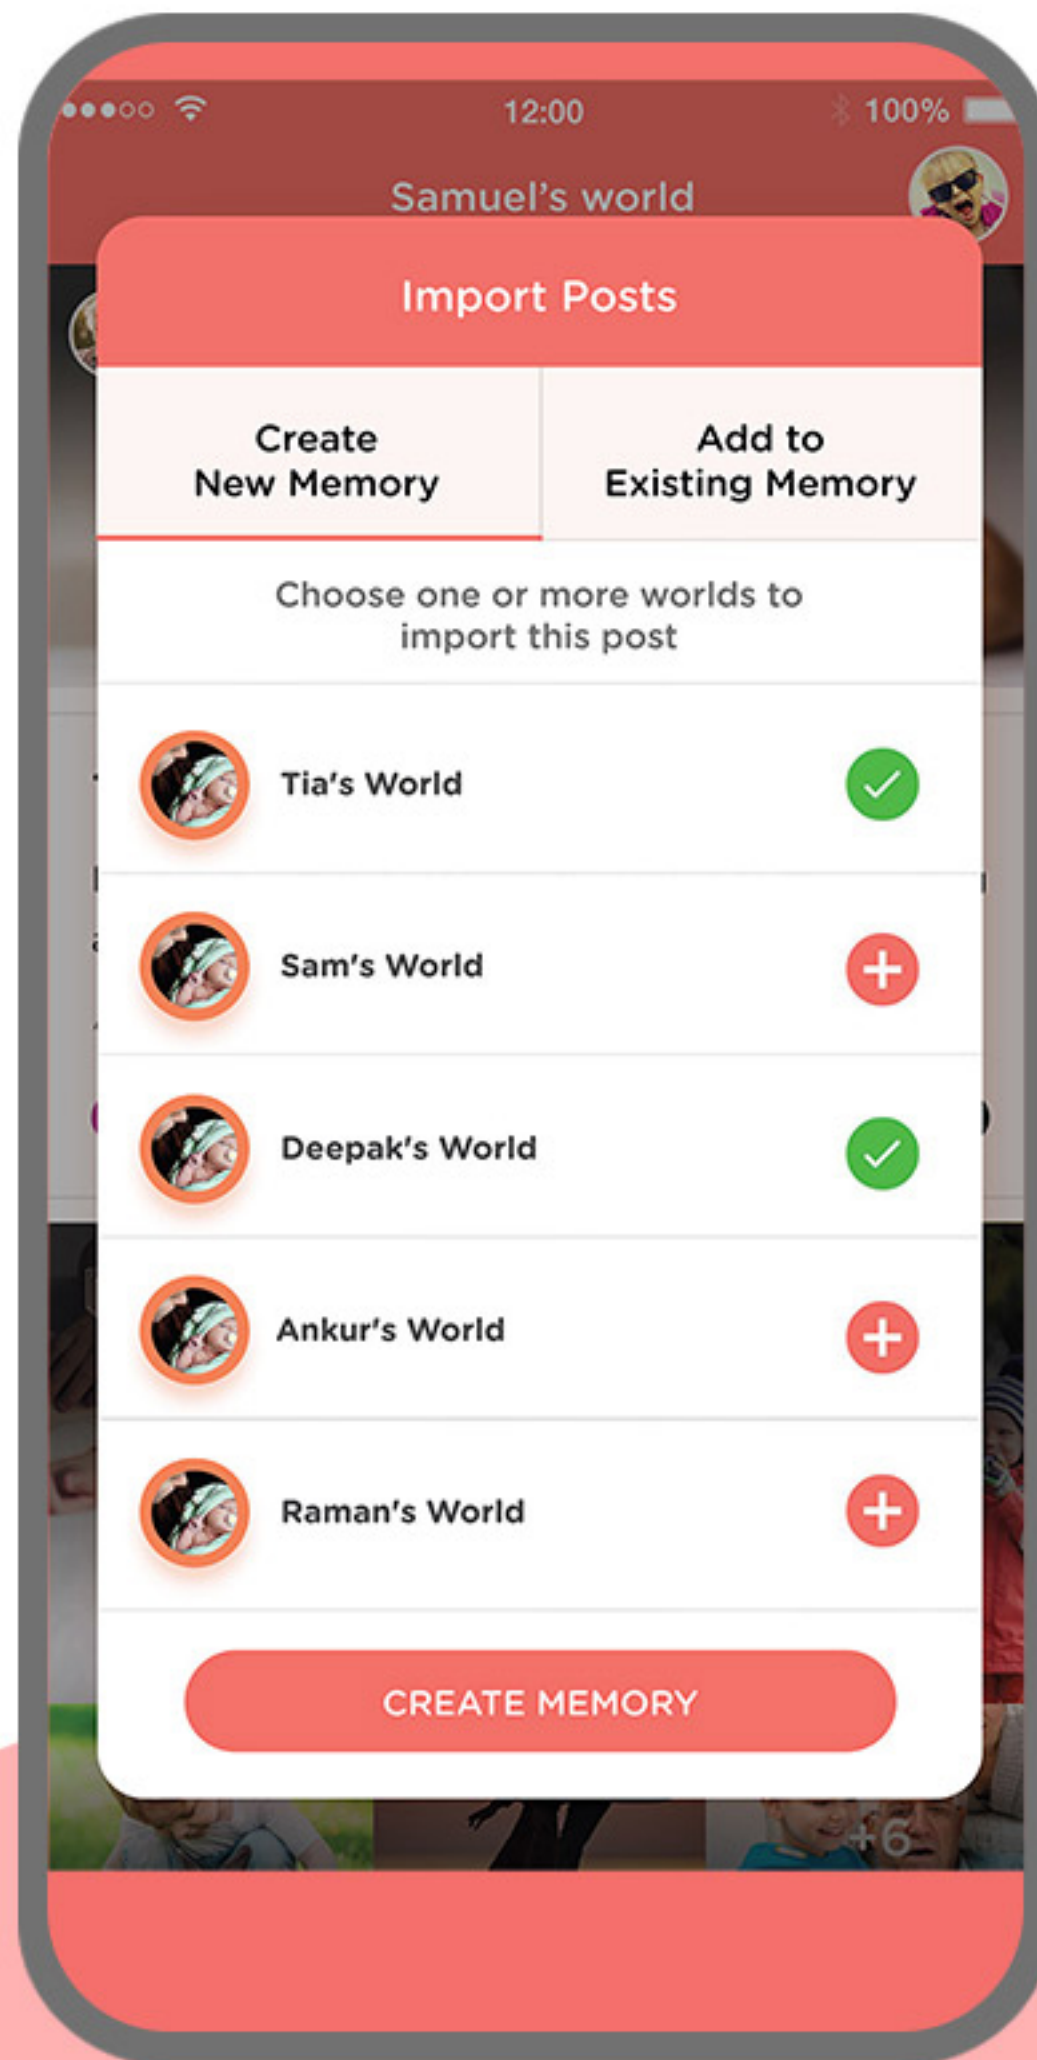 12:00
100%
Samuel's world
Import Posts
Create
New Memory
Add to
Existing Memory
Choose one or more worlds to
import this post
Tia's World
Sam's World
Deepak's World
Ankur's World
Raman's World
CREATE MEMORY
+6